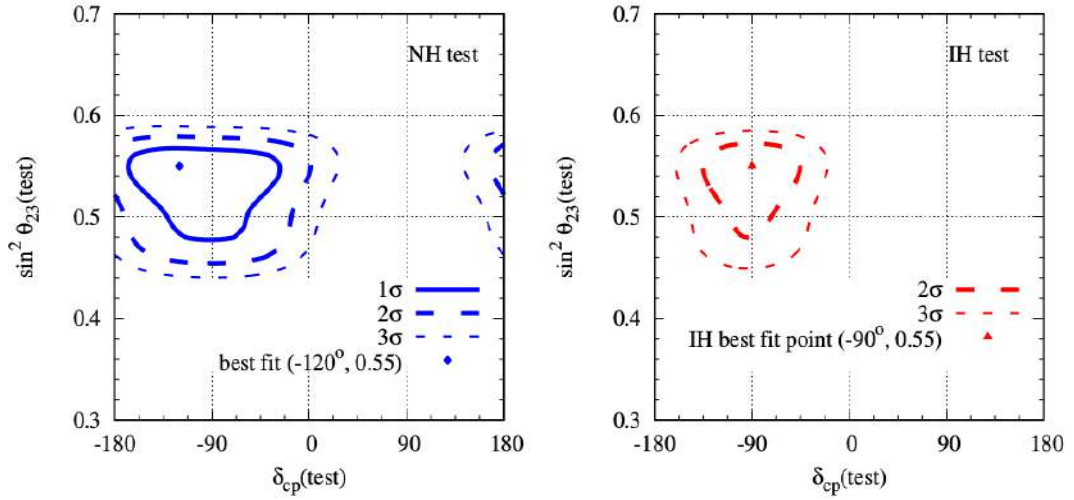 0.7
NH test
0.6
sin² θ₂₃(test)
0.5
1σ
2σ
0.4
3σ
best fit (-120°, 0.55)
0.3
-180
-90
0
90
180
δcp(test)
0.7
IH test
0.6
sin² θ₂₃(test)
0.5
2σ
3σ
0.4
IH best fit point (-90°, 0.55)
0.3
-180
-90
0
90
180
δcp(test)